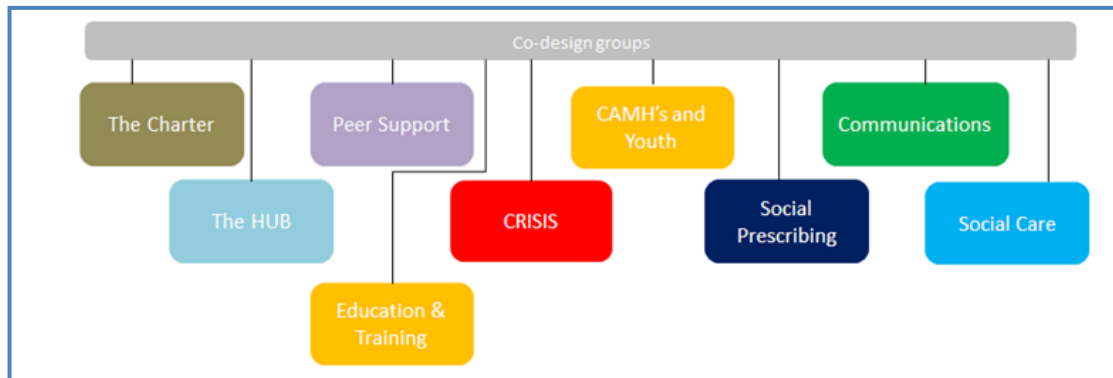 Co-design groups
The Charter
Peer Support
CAMH's and
Youth
Communications
The HUB
CRISIS
Social
Prescribing
Social Care
Education &
Training